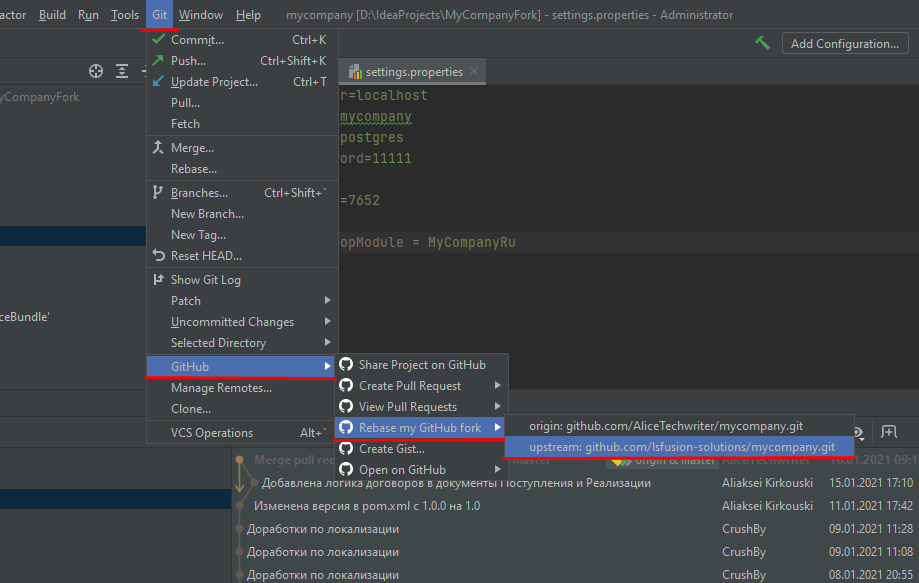 actor Build Run Tools Git Window Help mycompany [D:\IdeaProjects\MyCompanyFork] - settings.properties - Administrator
Add Configuration...
Commit... Ctrl+K
Push... Ctrl+Shift+K
Update Project... Ctrl+T
Pull...
Fetch
Merge...
Rebase...
Branches... Ctrl+Shift+`
New Branch...
New Tag...
Reset HEAD...
Show Git Log
Patch
Uncommitted Changes
Selected Directory
GitHub
Manage Remotes...
Clone...
VCS Operations Alt+`
yCompanyFork
ceBundle'
settings.properties
r=localhost
mycompany
postgres
ord=11111
=7652
opModule = MyCompanyRu
Share Project on GitHub
Create Pull Request
View Pull Requests
Rebase my GitHub fork
Create Gist...
Open on GitHub
origin: github.com/AliceTechwriter/mycompany.git
upstream: github.com/lsfusion-solutions/mycompany.git
Merge pull rec master origin & master AliceTechwriter 16.01.2021 09:1
Добавлена логика договоров в документы Поступления и Реализации Aliaksei Kirkouski 15.01.2021 17:10
Изменена версия в pom.xml с 1.0.0 на 1.0 Aliaksei Kirkouski 11.01.2021 17:42
Доработки по локализации CrushBy 09.01.2021 11:28
Доработки по локализации CrushBy 09.01.2021 11:08
Доработки по локализации CrushBy 08.01.2021 20:55